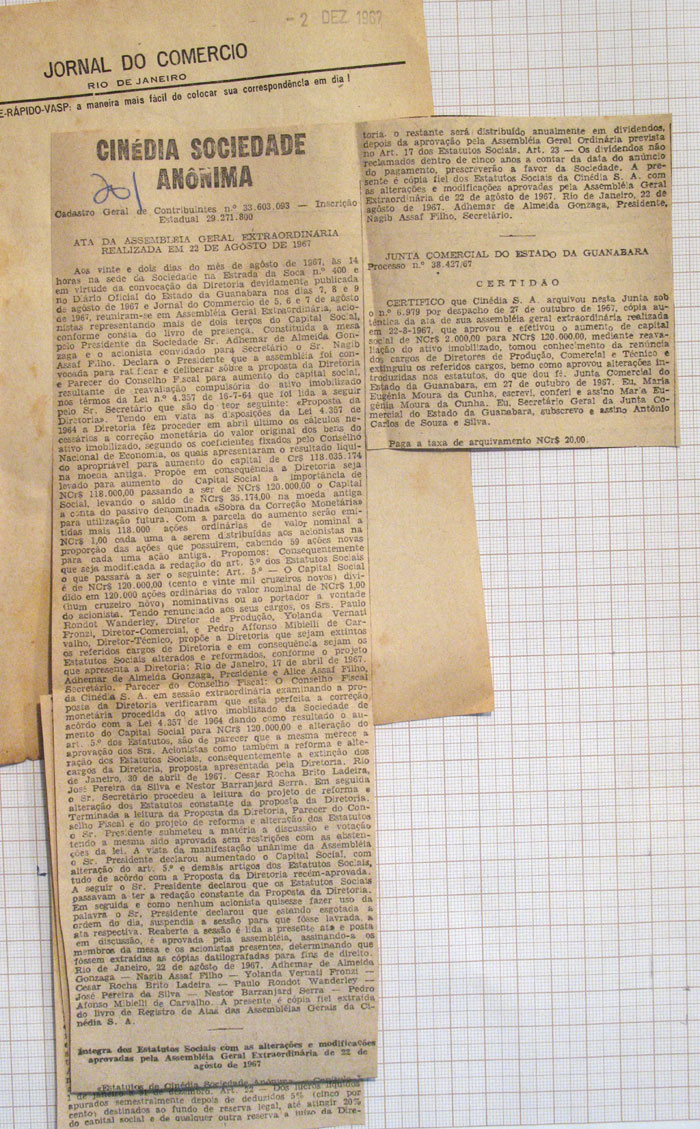 - 2 DEZ 1967
JORNAL DO COMERCIO
RIO DE JANEIRO
E-RÁPIDO-VASP: a maneira mais fácil de colocar sua correspondência em dia!
CINÉDIA SOCIEDADE
ANÔNIMA
201
Cadastro Geral de Contribuintes n.º 33.603.093 — Inscrição
Estadual 29.271.800
ATA DA ASSEMBLEIA GERAL EXTRAORDINARIA
REALIZADA EM 22 DE AGOSTO DE 1967
Aos vinte e dois dias do mês de agôsto de 1967, às 14
horas na sede da Sociedade na Estrada da Soca n.º 400 e
em virtude da convocação da Diretoria devidamente publicada
no Diário Oficial do Estado da Guanabara nos dias 7, 8 e 9
de agôsto de 1967 e Jornal do Commercio de 5, 6 e 7 de agôsto
de 1967, reuniram-se em Assembléia Geral Extraordinária, acio-
nistas representando mais de dois terços do Capital Social,
conforme consta do livro de presença. Constituída a mesa
pelo Presidente da Sociedade Sr. Adhemar de Almeida Gon-
zaga e o acionista convidado para Secretário o Sr. Nagib
Assaf Filho. Declara o Presidente que a assembléia foi con-
vocada para ratificar e deliberar sôbre a proposta da Diretoria
e Parecer do Conselho Fiscal para aumento do capital social,
resultante de reavaliação compulsória do ativo imobilizado
nos têrmos da Lei n.º 4.357 de 16-7-64 que foi lida a seguir
pelo Sr. Secretário que são do teor seguinte: «Proposta da
Diretoria». Tendo em vista as disposições da Lei 4.357 de
1964 a Diretoria fêz proceder em abril último os cálculos ne-
cessários a correção monetária do valor original dos bens do
ativo imobilizado, segundo os coeficientes fixados pelo Conselho
Nacional de Economia, os quais apresentaram o resultado líqui-
do apropriável para aumento do capital de Cr$ 118.035.174
na moeda antiga. Propõe em consequência a Diretoria seja
levado para aumento do Capital Social a importância de
NCr$ 118.000,00 passando a ser de NCr$ 120.000,00 o Capital
Social, levando o saldo de NCr$ 35.174,00 na moeda antiga
a conta do passivo denominada «Sobra da Correção Monetária»
para utilização futura. Com a parcela do aumento serão emi-
tidas mais 118.000 ações ordinárias de valor nominal a
NCr$ 1,00 cada uma a serem distribuídas aos acionistas na
proporção das ações que possuírem, cabendo 59 ações novas
para cada uma ação antiga. Propomos: Consequentemente
que seja modificada a redação do art. 5.º dos Estatutos Sociais
o que passará a ser o seguinte: Art. 5.º — O Capital Social
é de NCr$ 120.000,00 (cento e vinte mil cruzeiros novos) divi-
dido em 120.000 ações ordinárias do valor nominal de NCr$ 1,00
(hum cruzeiro nôvo) nominativas ou ao portador a vontade
do acionista. Tendo renunciado aos seus cargos, os Srs. Paulo
Rondot Wanderley, Diretor de Produção, Yolanda Vernati
Fronzi, Diretor-Comercial, e Pedro Affonso Mibielli de Car-
valho, Diretor-Técnico, propõe a Diretoria que sejam extintos
os referidos cargos de Diretoria e em consequência sejam os
Estatutos Sociais alterados e reformados, conforme o projeto
que apresenta a Diretoria: Rio de Janeiro, 17 de abril de 1967.
Adhemar de Almeida Gonzaga, Presidente e Alice Assaf Filho,
Secretário. Parecer do Conselho Fiscal: O Conselho Fiscal
da Cinédia S. A. em sessão extraordinária examinando a pro-
posta da Diretoria verificaram que esta perfeita a correção
monetária procedida do ativo imobilizado da Sociedade de
acôrdo com a Lei 4.357 de 1964 dando como resultado o au-
mento do Capital Social para NCr$ 120.000,00 e alteração do
art. 5.º dos Estatutos, são de parecer que a mesma merece a
aprovação dos Srs. Acionistas como também a reforma e alte-
ração dos Estatutos Sociais, consequentemente a extinção dos
cargos da Diretoria, proposta apresentada pela Diretoria. Rio
de Janeiro, 30 de abril de 1967. Cesar Rocha Brito Ladeira,
José Pereira da Silva e Nestor Barranjard Serra. Em seguida
o Sr. Secretário procedeu a leitura do projeto de reforma e
alteração dos Estatutos constante da proposta da Diretoria.
Terminada a leitura da Proposta da Diretoria, Parecer do Con-
selho Fiscal e do projeto de reforma e alteração dos Estatutos
o Sr. Presidente submeteu a matéria a discussão e votação
tendo a mesma sido aprovada sem restrições com as absten-
ções da lei. A vista da manifestação unânime da Assembléia
o Sr. Presidente declarou aumentado o Capital Social, com
alteração do art. 5.º e demais artigos dos Estatutos Sociais,
tudo de acôrdo com a Proposta da Diretoria recém-aprovada.
A seguir o Sr. Presidente declarou que os Estatutos Sociais
passavam a ter a redação constante da Proposta da Diretoria.
Em seguida e como nenhum acionista quisesse fazer uso da
palavra o Sr. Presidente declarou que estando esgotada a
ordem do dia, suspendia a sessão para que fôsse lavrada, a
ata respectiva. Reaberta a sessão é lida a presente ata e posta
em discussão, é aprovada pela assembléia, assinando-a os
membros da mesa e os acionistas presentes, determinando que
fôssem extraídas as cópias datilografadas para fins de direito.
Rio de Janeiro, 22 de agôsto de 1967. Adhemar de Almeida
Gonzaga — Nagib Assaf Filho — Yolanda Vernati Fronzi —
Cesar Rocha Brito Ladeira — Paulo Rondot Wanderley —
José Pereira da Silva — Nestor Barranjard Serra — Pedro
Afonso Mibielli de Carvalho. A presente é cópia fiel extraída
do livro de Registro de Atas das Assembléias Gerais da Ci-
nédia S. A.
Íntegra dos Estatutos Sociais com as alterações e modificações
aprovadas pela Assembléia Geral Extraordinária de 22 de
agôsto de 1967
«Estatutos de Cinédia Sociedade Anônima»
de janeiro a 31 de dezembro. Art. 22 — Dos lucros líquidos
apurados semestralmente depois de deduzidos 5% (cinco por
cento) destinados ao fundo de reserva legal, até atingir 20%
do capital social e de qualquer outra reserva a juízo da Dire-
toria, o restante será distribuído anualmente em dividendos,
depois da aprovação pela Assembléia Geral Ordinária prevista
no Art. 17 dos Estatutos Sociais. Art. 23 — Os dividendos não
reclamados dentro de cinco anos a contar da data do anúncio
do pagamento, prescreverão a favor da Sociedade. A pre-
sente é cópia fiel dos Estatutos Sociais da Cinédia S. A. com
as alterações e modificações aprovadas pela Assembléia Geral
Extraordinária de 22 de agôsto de 1967. Rio de Janeiro, 22 de
agôsto de 1967. Adhemar de Almeida Gonzaga, Presidente,
Nagib Assaf Filho, Secretário.
JUNTA COMERCIAL DO ESTADO DA GUANABARA
Processo n.º 38.427/67
CERTIDÃO
CERTIFICO que Cinédia S. A. arquivou nesta Junta sob
o n.º 6.979 por despacho de 27 de outubro de 1967, cópia au-
têntica da ata de sua assembléia geral extraordinária realizada
em 22-8-1967, que aprovou e efetivou o aumento de capital
social de NCr$ 2.000,00 para NCr$ 120.000,00, mediante reava-
liação do ativo imobilizado, tomou conhecimento da renúncia
dos cargos de Diretores de Produção, Comercial e Técnico e
extinguiu os referidos cargos, bem como aprovou alterações in-
troduzidas nos estatutos, do que dou fé. Junta Comercial do
Estado da Guanabara, em 27 de outubro de 1967. Eu, Maria
Eugênia Moura da Cunha, escrevi, conferi e assino Maria Eu-
gênia Moura da Cunha. Eu, Secretário Geral da Junta Co-
mercial do Estado da Guanabara, subscrevo e assino Antônio
Carlos de Souza e Silva.
Paga a taxa de arquivamento NCr$ 20,00.